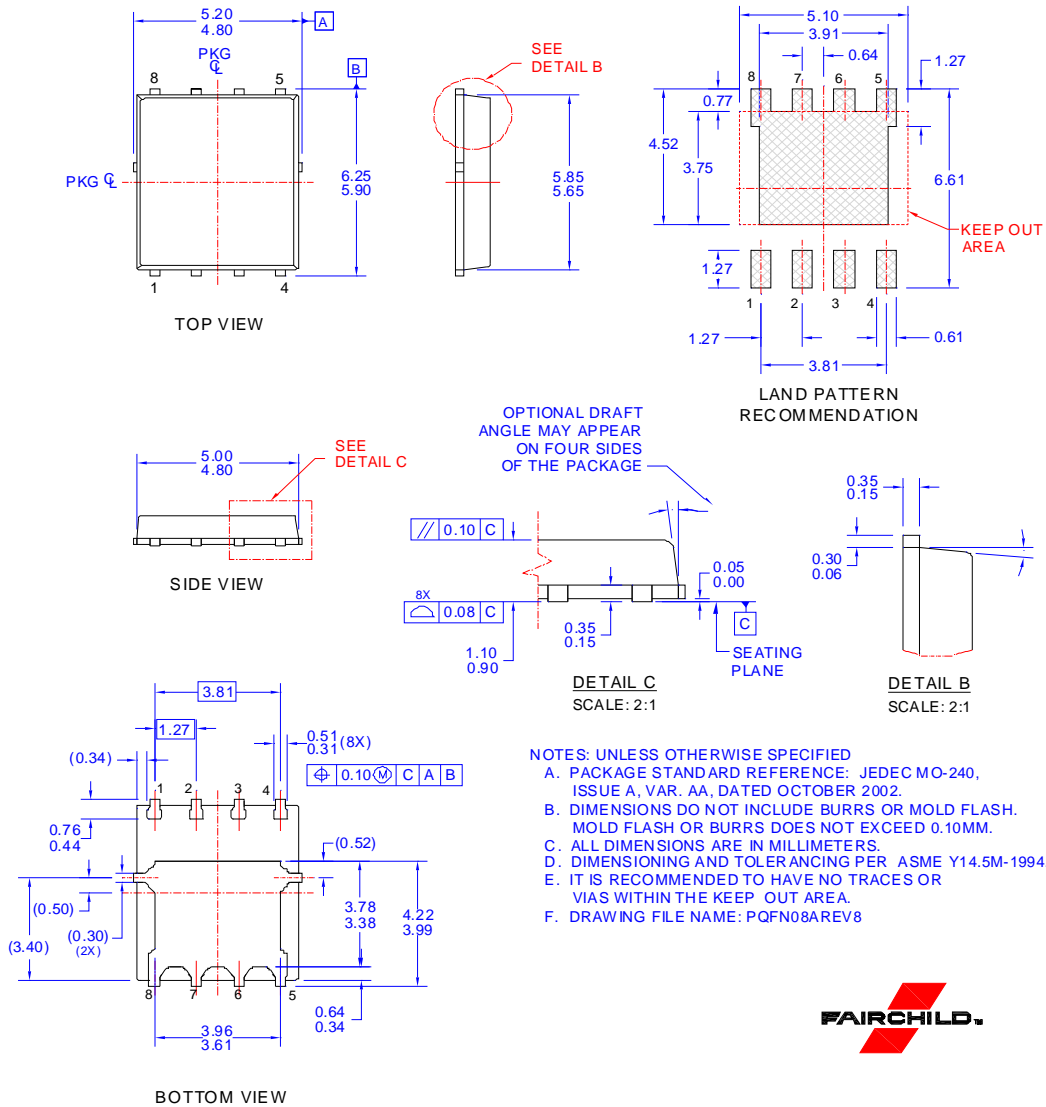 5.20
4.80
A
PKG
CL
B
8
5
PKG CL
6.25
5.90
1
4
TOP VIEW
SEE
DETAIL B
5.85
5.65
5.10
3.91
0.64
1.27
8
7
6
5
0.77
4.52
3.75
6.61
KEEP OUT
AREA
1.27
1
2
3
4
1.27
0.61
3.81
LAND PATTERN
RECOMMENDATION
5.00
4.80
SEE
DETAIL C
SIDE VIEW
OPTIONAL DRAFT
ANGLE MAY APPEAR
ON FOUR SIDES
OF THE PACKAGE
// 0.10 C
8X
0.08 C
1.10
0.90
0.35
0.15
0.05
0.00
C
SEATING
PLANE
DETAIL C
SCALE: 2:1
0.35
0.15
0.30
0.06
DETAIL B
SCALE: 2:1
3.81
1.27
(0.34)
0.51
0.31 (8X)
⌖ 0.10 Ⓜ C A B
1
2
3
4
0.76
0.44
(0.52)
(0.50)
(0.30)
(2X)
(3.40)
3.78
3.38
4.22
3.99
8
7
6
5
0.64
0.34
3.96
3.61
BOTTOM VIEW
NOTES: UNLESS OTHERWISE SPECIFIED
A. PACKAGE STANDARD REFERENCE: JEDEC MO-240,
ISSUE A, VAR. AA, DATED OCTOBER 2002.
B. DIMENSIONS DO NOT INCLUDE BURRS OR MOLD FLASH.
MOLD FLASH OR BURRS DOES NOT EXCEED 0.10MM.
C. ALL DIMENSIONS ARE IN MILLIMETERS.
D. DIMENSIONING AND TOLERANCING PER ASME Y14.5M-1994
E. IT IS RECOMMENDED TO HAVE NO TRACES OR
VIAS WITHIN THE KEEP OUT AREA.
F. DRAWING FILE NAME: PQFN08AREV8
FAIRCHILD™